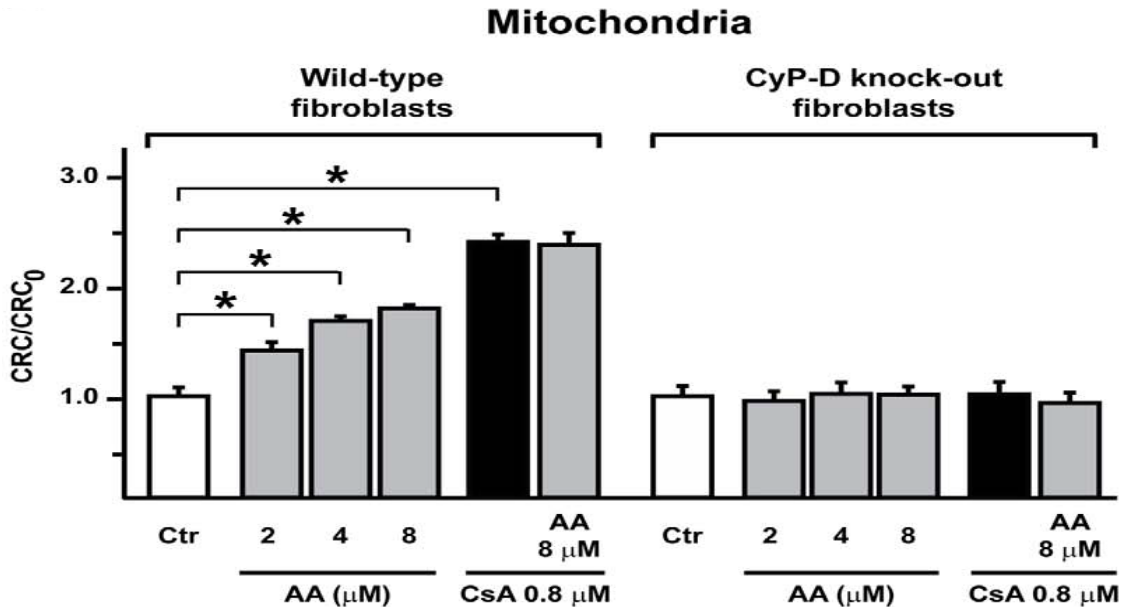 Mitochondria
Wild-type
fibroblasts
CyP-D knock-out
fibroblasts
CRC/CRC0
3.0
2.0
1.0
*
*
*
*
Ctr
2
4
8
AA
8 μM
AA (μM)
CsA 0.8 μM
Ctr
2
4
8
AA
8 μM
AA (μM)
CsA 0.8 μM